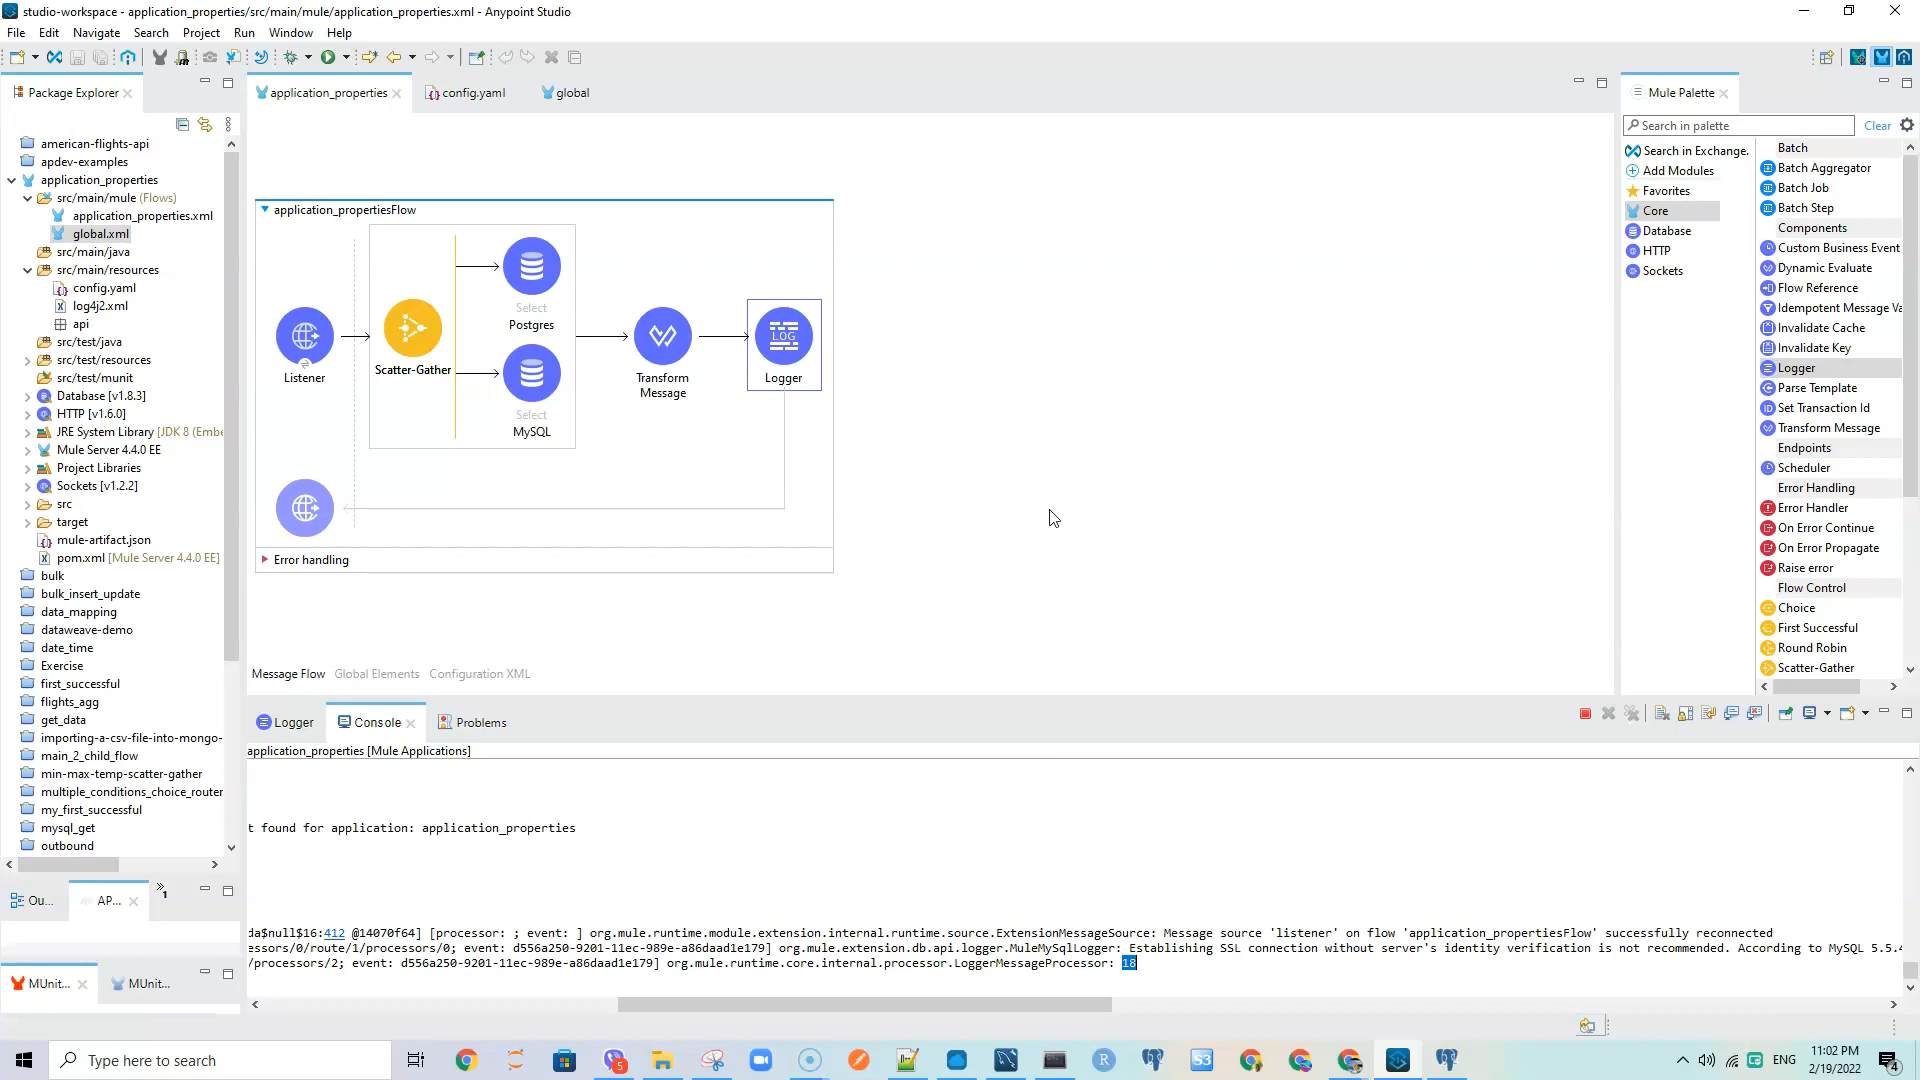 studio-workspace - application_properties/src/main/mule/application_properties.xml - Anypoint Studio
File Edit Navigate Search Project Run Window Help
Package Explorer
american-flights-api
apdev-examples
application_properties
src/main/mule (Flows)
application_properties.xml
global.xml
src/main/java
src/main/resources
config.yaml
log4j2.xml
api
src/test/java
src/test/resources
src/test/munit
Database [v1.8.3]
HTTP [v1.6.0]
JRE System Library [JDK 8 (Embe
Mule Server 4.4.0 EE
Project Libraries
Sockets [v1.2.2]
src
target
mule-artifact.json
pom.xml [Mule Server 4.4.0 EE]
bulk
bulk_insert_update
data_mapping
dataweave-demo
date_time
Exercise
first_successful
flights_agg
get_data
importing-a-csv-file-into-mongo-
main_2_child_flow
min-max-temp-scatter-gather
multiple_conditions_choice_router
my_first_successful
mysql_get
outbound
Ou...
AP...
1
MUnit...
MUnit...
application_properties
config.yaml
global
application_propertiesFlow
Listener
Scatter-Gather
Select
Postgres
Select
MySQL
Transform
Message
LOG
Logger
Error handling
Message Flow Global Elements Configuration XML
Mule Palette
Search in palette
Clear
Search in Exchange.
Add Modules
Favorites
Core
Database
HTTP
Sockets
Batch
Batch Aggregator
Batch Job
Batch Step
Components
Custom Business Event
Dynamic Evaluate
Flow Reference
Idempotent Message Va
Invalidate Cache
Invalidate Key
Logger
Parse Template
Set Transaction Id
Transform Message
Endpoints
Scheduler
Error Handling
Error Handler
On Error Continue
On Error Propagate
Raise error
Flow Control
Choice
First Successful
Round Robin
Scatter-Gather
Logger
Console
Problems
application_properties [Mule Applications]
t found for application: application_properties
da$null$16:412 @14070f64] [processor: ; event: ] org.mule.runtime.module.extension.internal.runtime.source.ExtensionMessageSource: Message source 'listener' on flow 'application_propertiesFlow' successfully reconnected
essors/0/route/1/processors/0; event: d556a250-9201-11ec-989e-a86daad1e179] org.mule.extension.db.api.logger.MuleMySqlLogger: Establishing SSL connection without server's identity verification is not recommended. According to MySQL 5.5.4
/processors/2; event: d556a250-9201-11ec-989e-a86daad1e179] org.mule.runtime.core.internal.processor.LoggerMessageProcessor: 18
Type here to search
5
R
S3
ENG
11:02 PM
2/19/2022
4